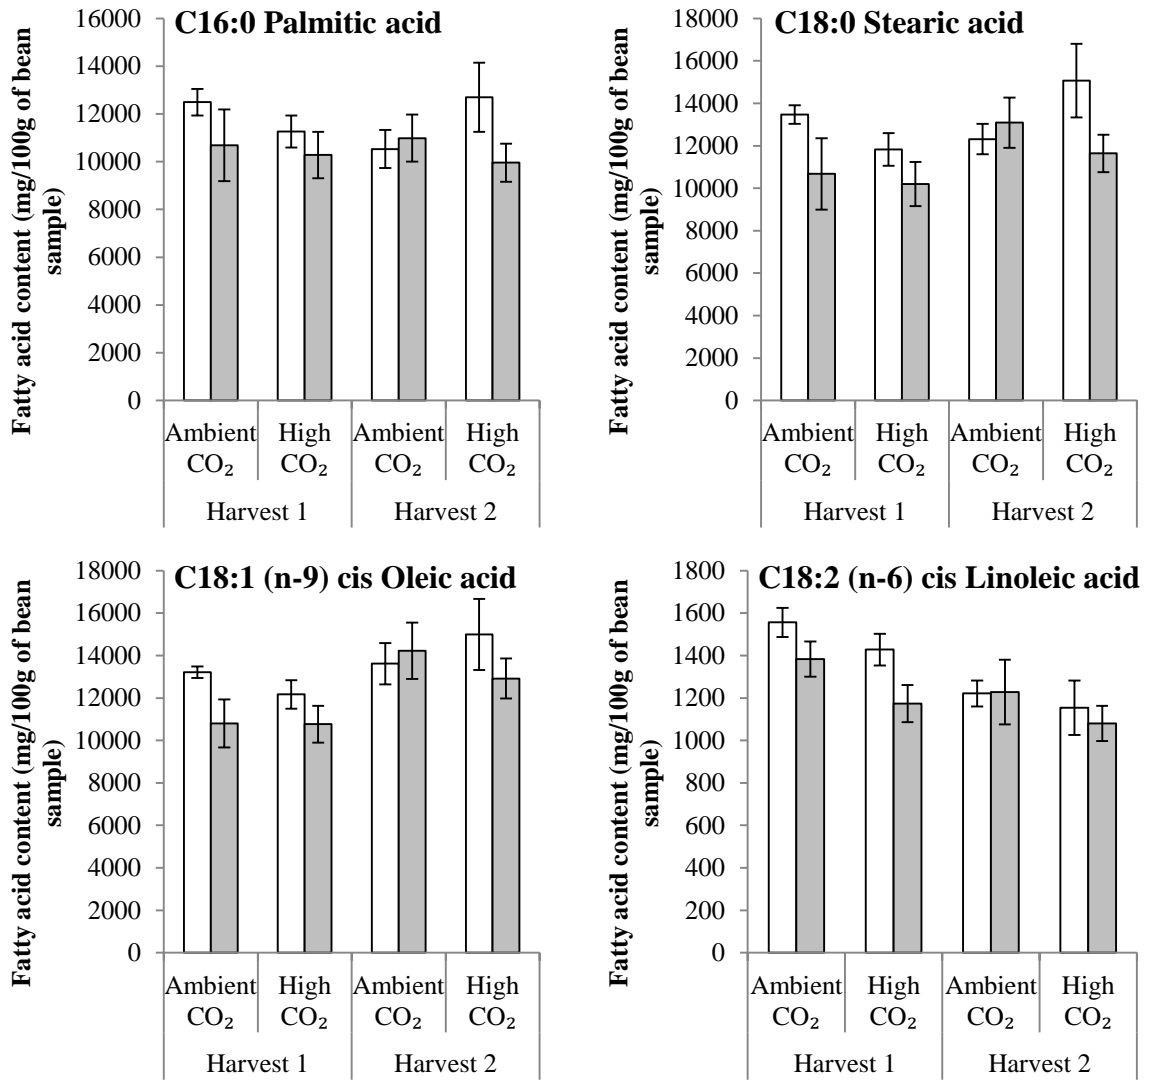 C16:0 Palmitic acid
Fatty acid content (mg/100g of bean
sample)
16000
14000
12000
10000
8000
6000
4000
2000
0
Ambient CO₂
High CO₂
Ambient CO₂
High CO₂
Harvest 1
Harvest 2
C18:0 Stearic acid
Fatty acid content (mg/100g of bean
sample)
18000
16000
14000
12000
10000
8000
6000
4000
2000
0
Ambient CO₂
High CO₂
Ambient CO₂
High CO₂
Harvest 1
Harvest 2
C18:1 (n-9) cis Oleic acid
Fatty acid content (mg/100g of bean
sample)
18000
16000
14000
12000
10000
8000
6000
4000
2000
0
Ambient CO₂
High CO₂
Ambient CO₂
High CO₂
Harvest 1
Harvest 2
C18:2 (n-6) cis Linoleic acid
Fatty acid content (mg/100g of bean
sample)
1800
1600
1400
1200
1000
800
600
400
200
0
Ambient CO₂
High CO₂
Ambient CO₂
High CO₂
Harvest 1
Harvest 2